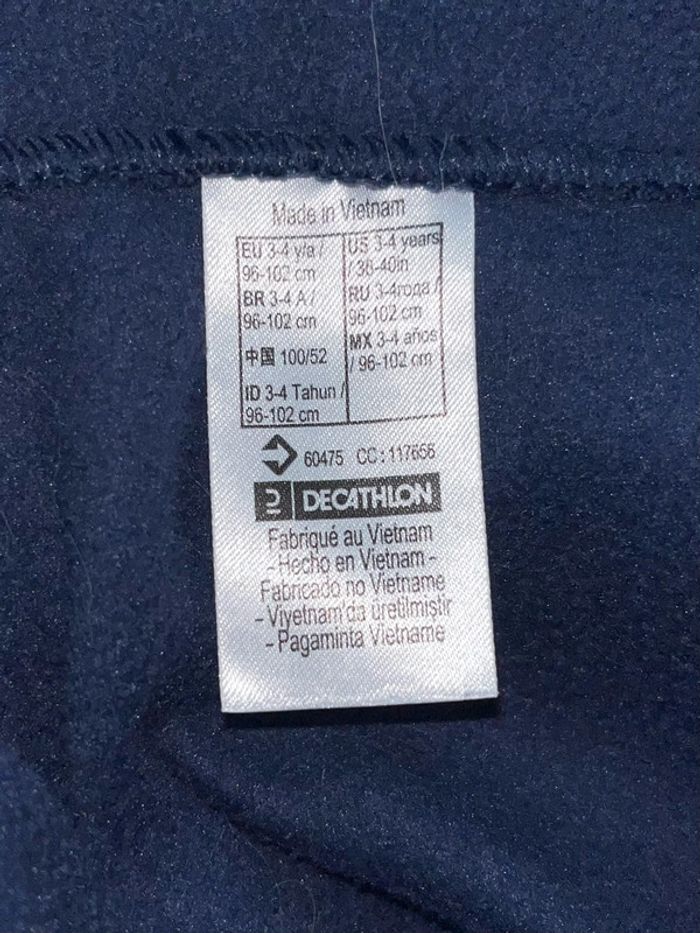 Made in Vietnam
EU 3-4 y/a /
96-102 cm
BR 3-4 A /
96-102 cm
中国 100/52
ID 3-4 Tahun /
96-102 cm
US 3-4 years
/ 38-40in
RU 3-4года /
96-102 cm
MX 3-4 años
/ 96-102 cm
60475 CC: 117656
DECATHLON
Fabriqué au Vietnam
- Hecho en Vietnam -
Fabricado no Vietname
- Viyetnam'da üretilmiştir
- Pagaminta Vietname